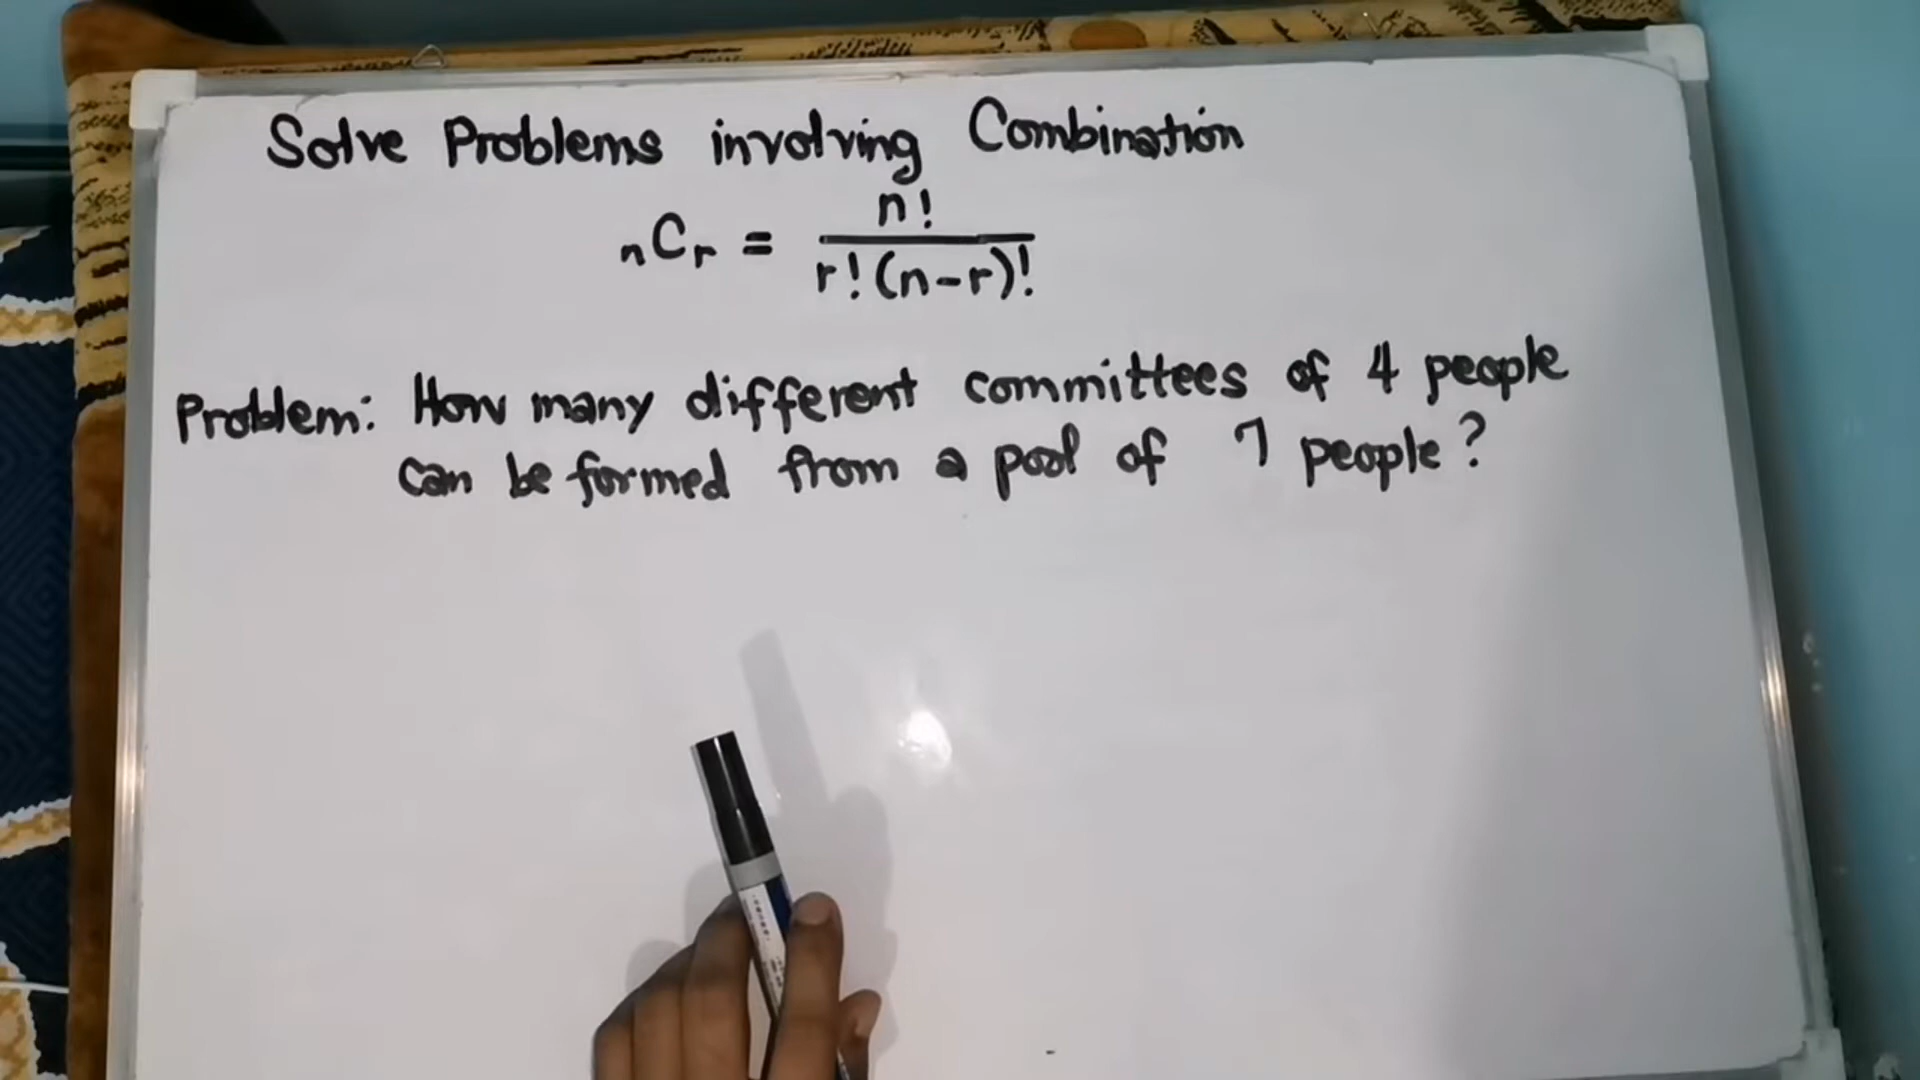 Solve Problems involving Combination
nCr = n! / r!(n-r)!
Problem: How many different committees of 4 people
can be formed from a pool of 7 people?